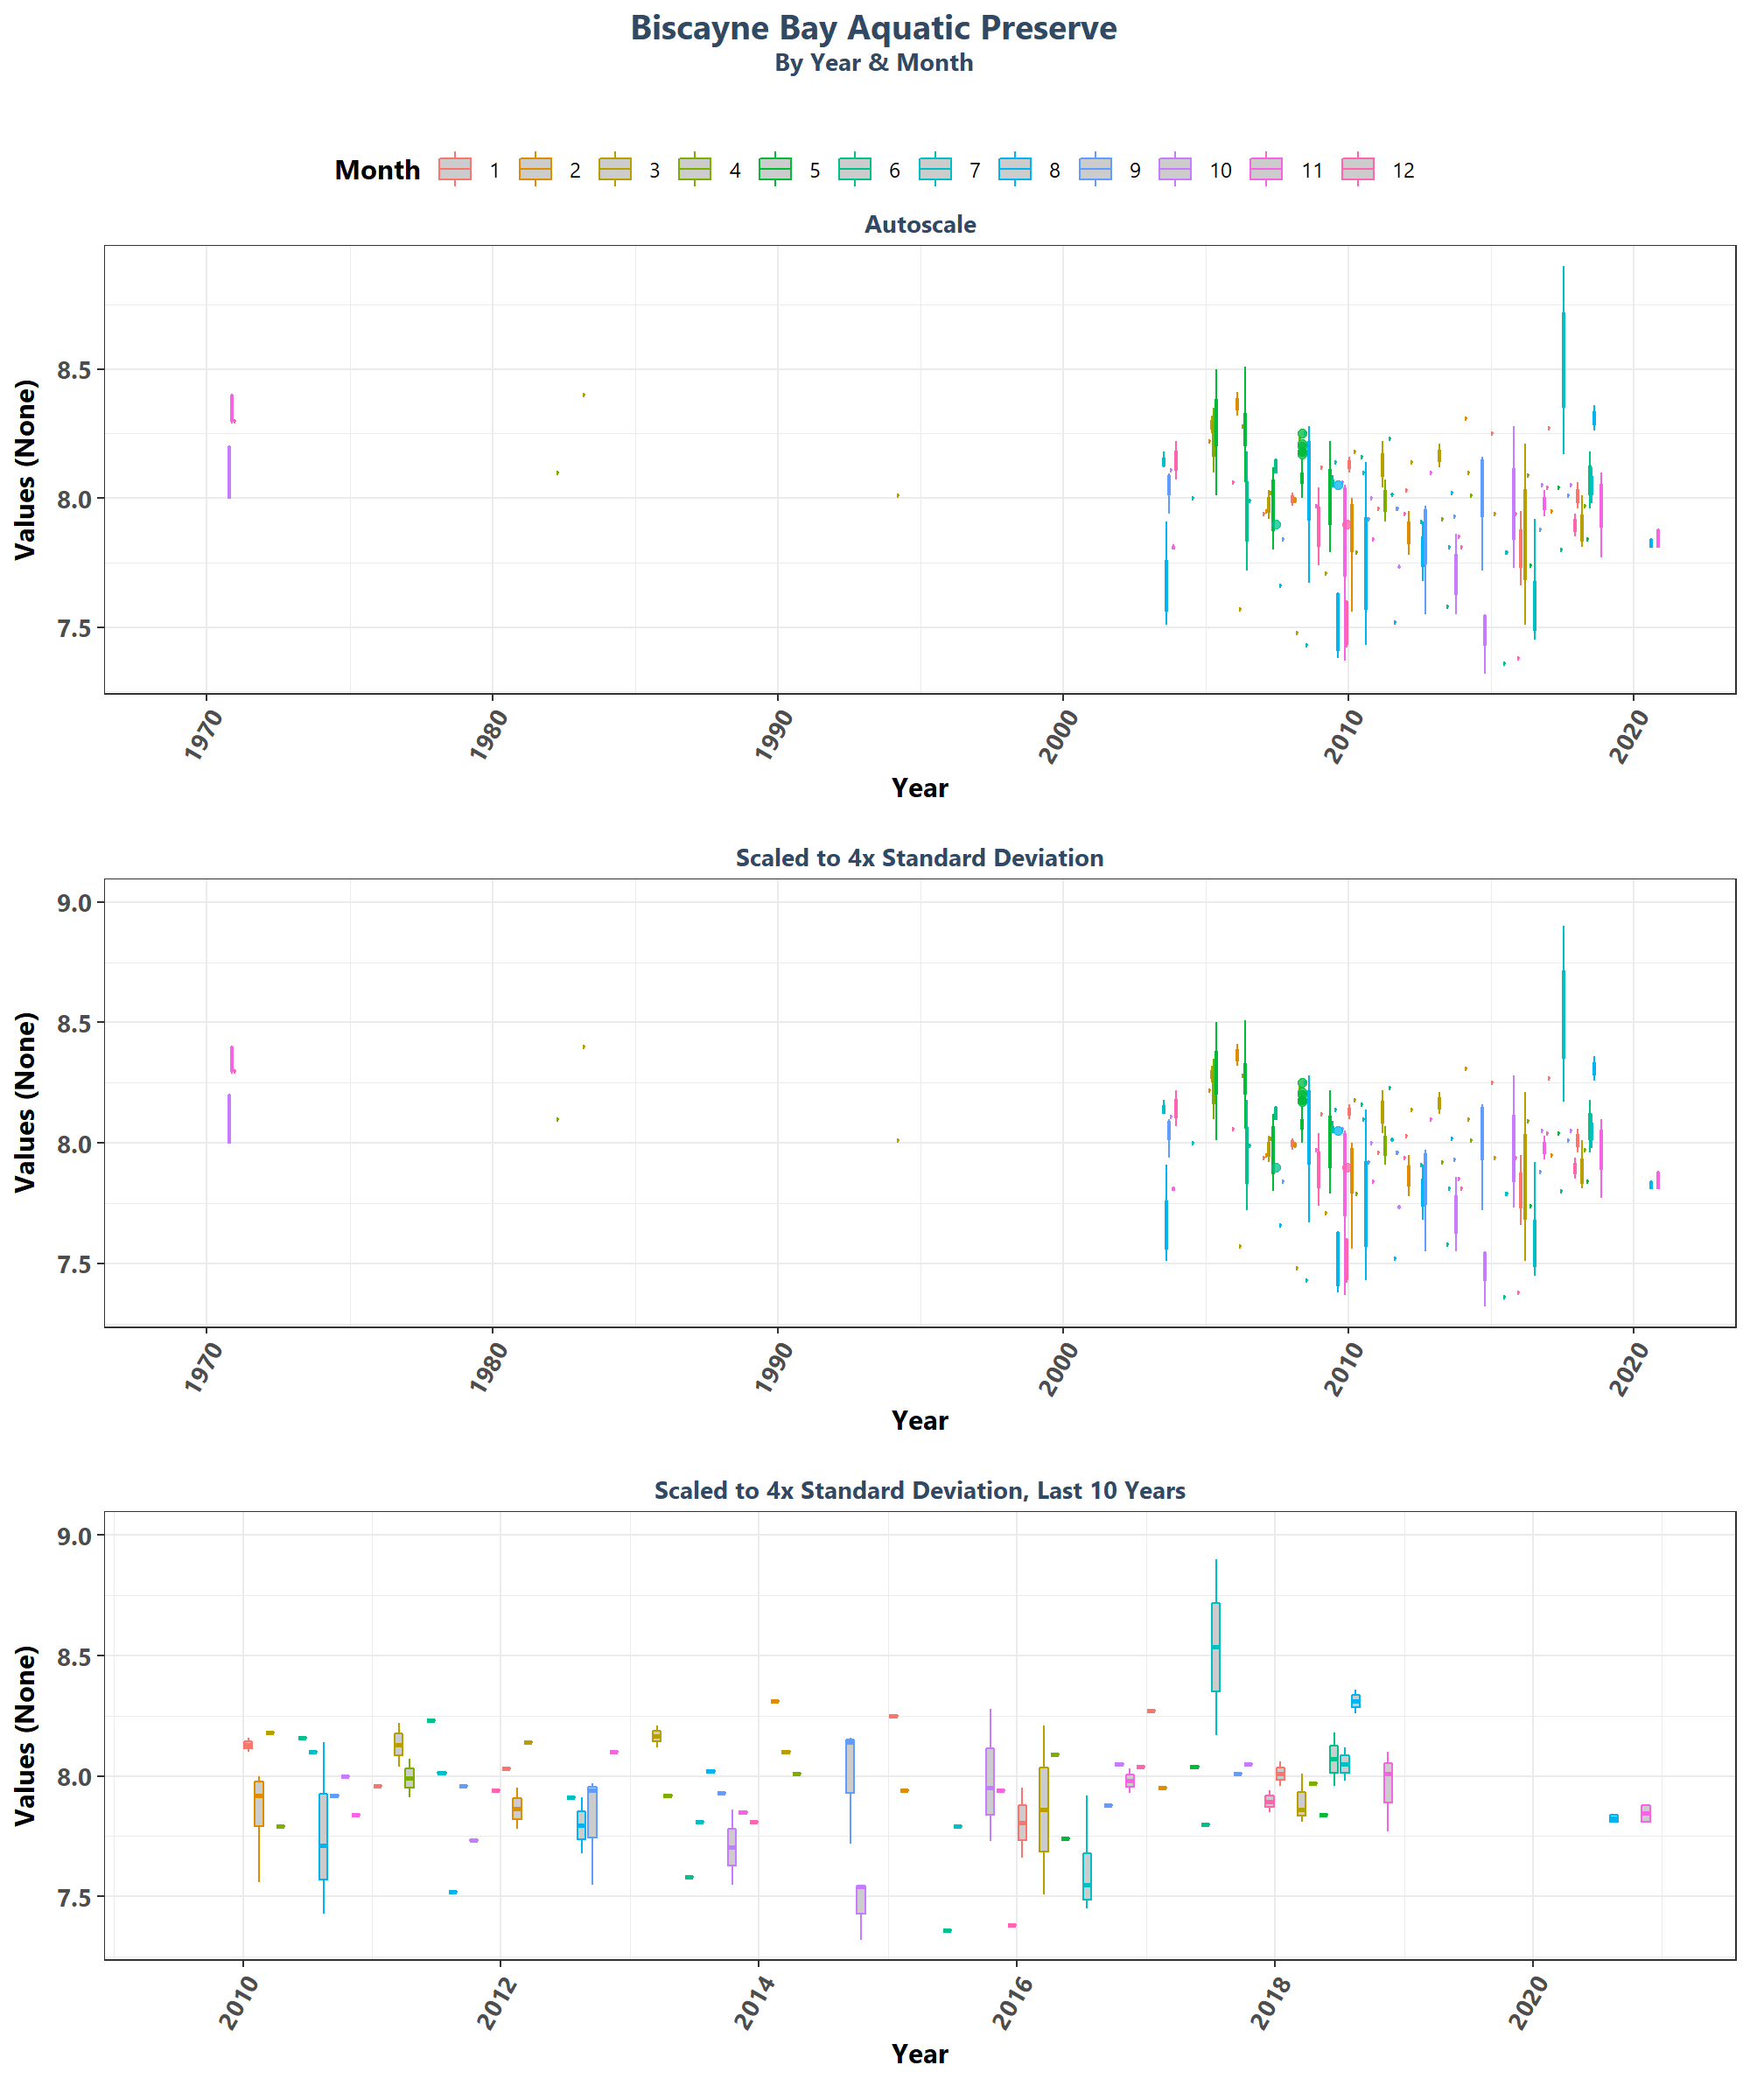 Biscayne Bay Aquatic Preserve
By Year & Month
Month 1 2 3 4 5 6 7 8 9 10 11 12
Autoscale
Values (None)
8.5
8.0
7.5
1970 1980 1990 2000 2010 2020
Year
Scaled to 4x Standard Deviation
Values (None)
9.0
8.5
8.0
7.5
1970 1980 1990 2000 2010 2020
Year
Scaled to 4x Standard Deviation, Last 10 Years
Values (None)
9.0
8.5
8.0
7.5
2010 2012 2014 2016 2018 2020
Year